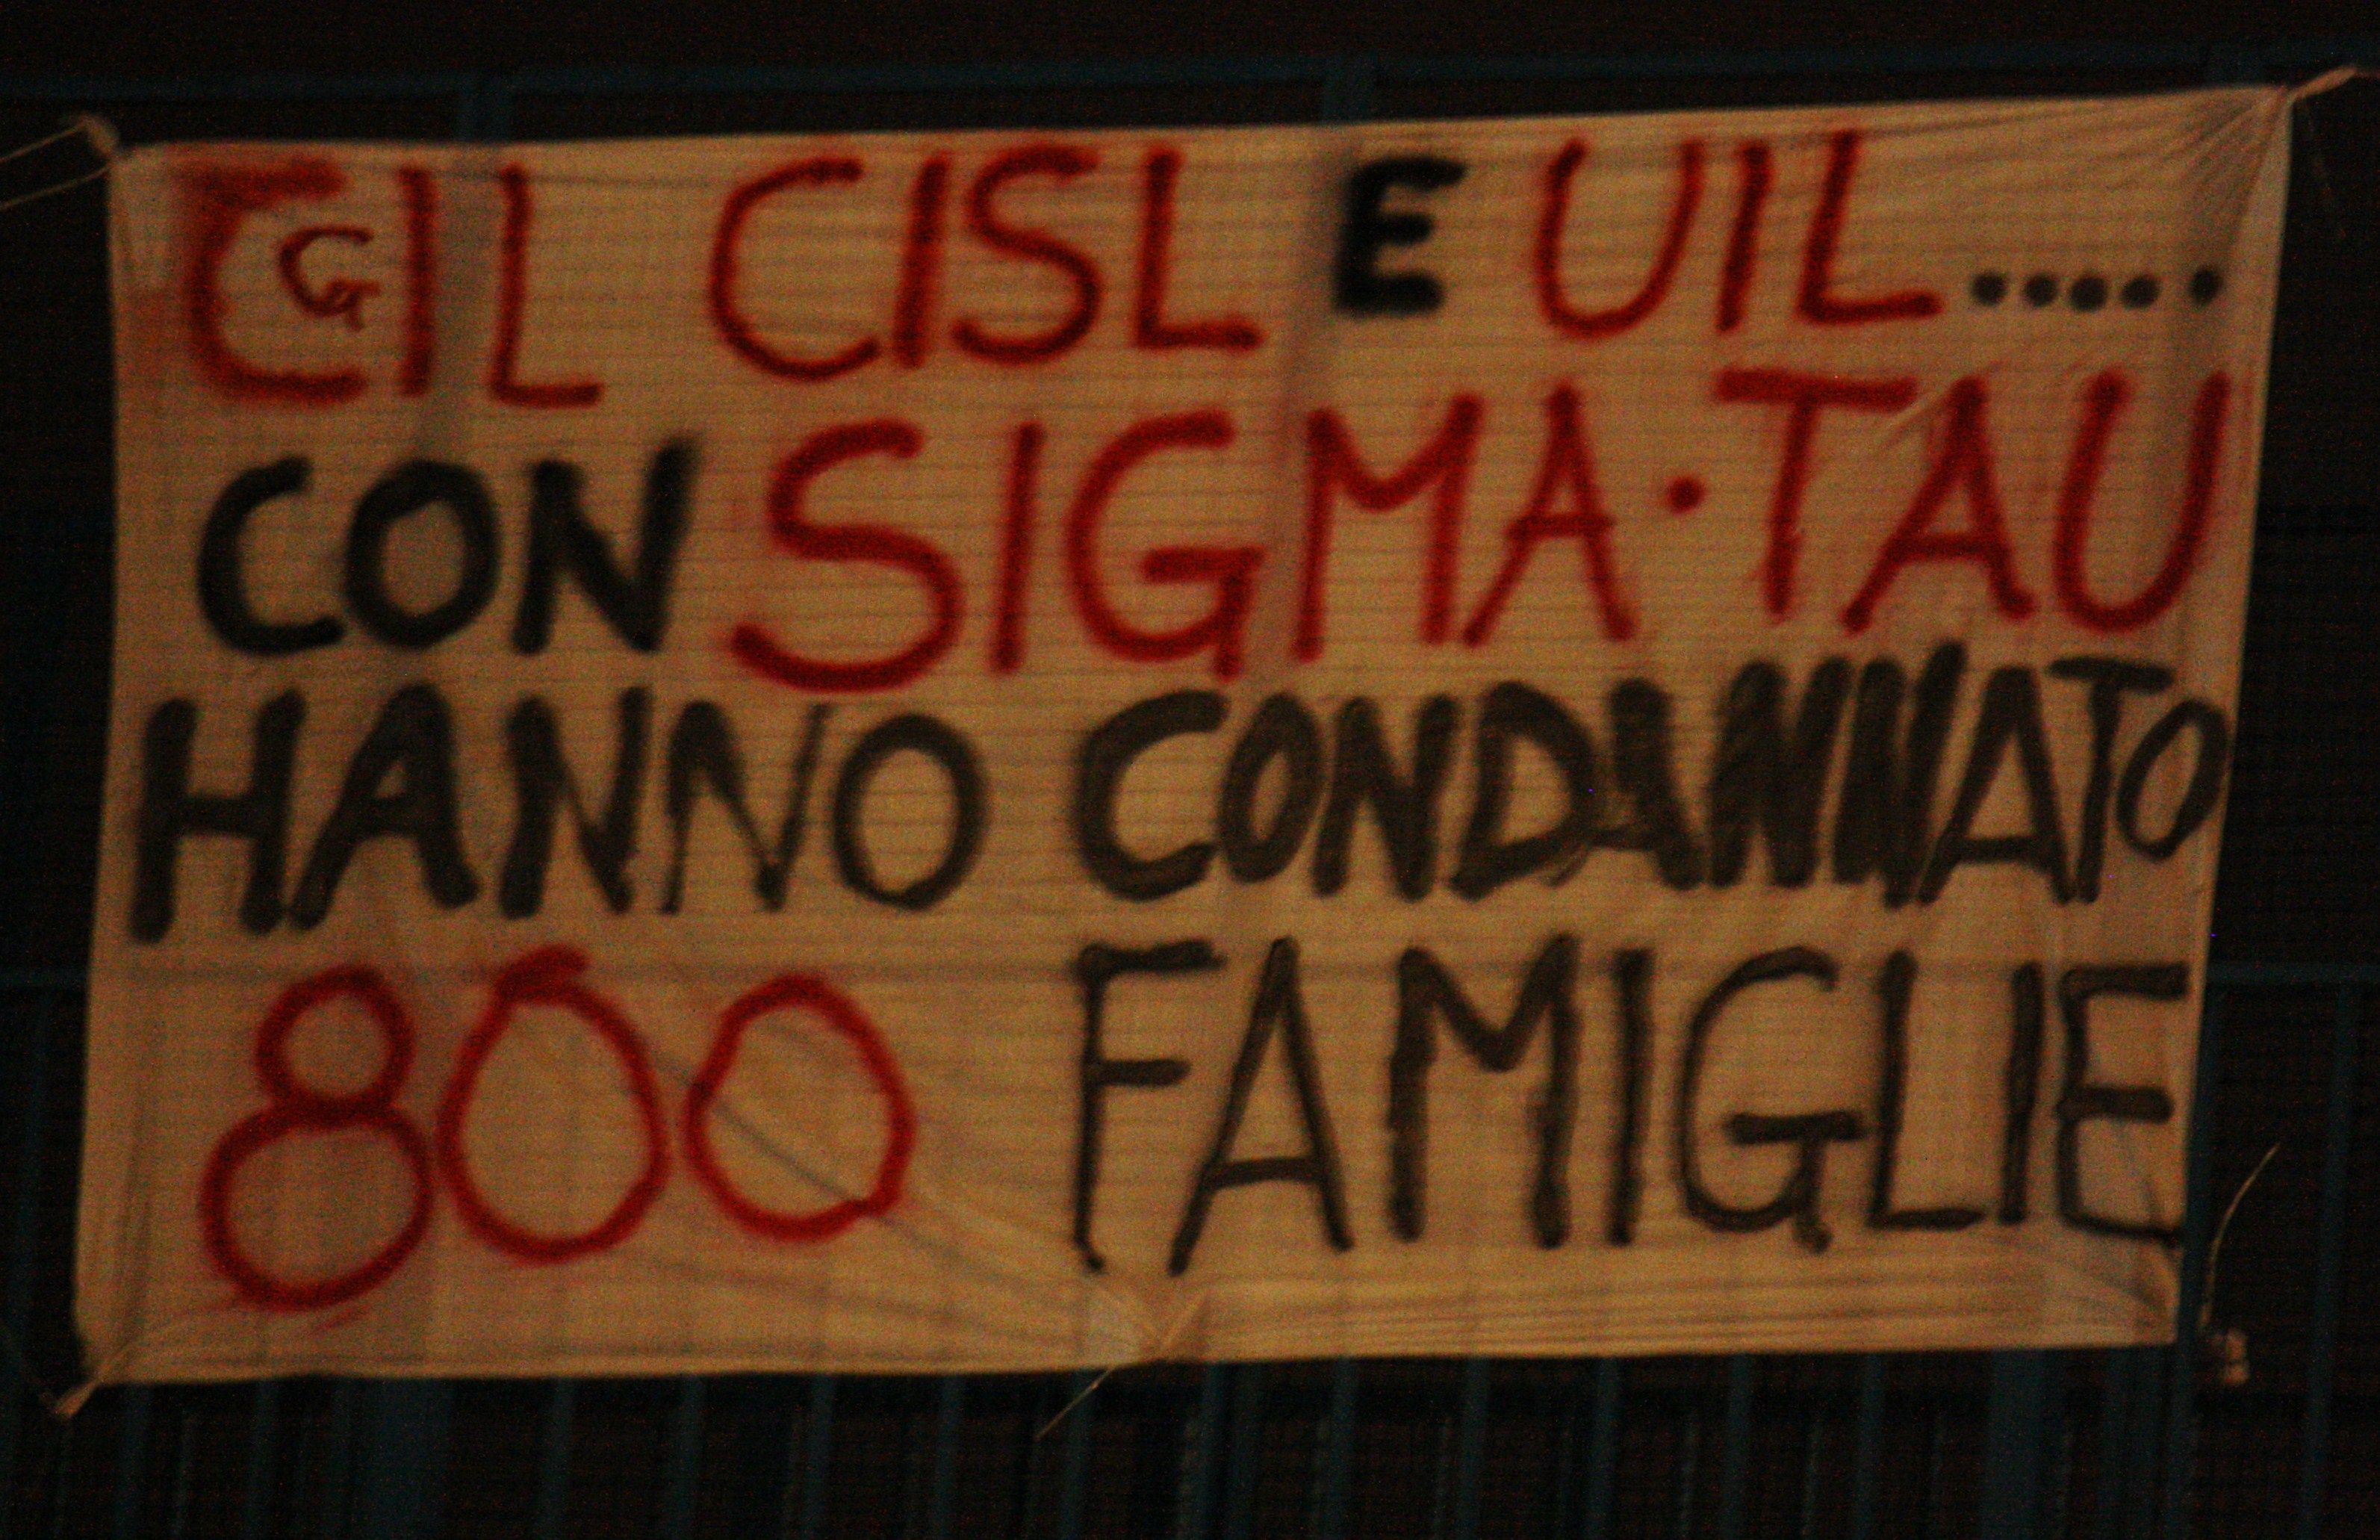 CGIL CISL E UIL.....
CON SIGMA·TAU
HANNO CONDANNATO
800 FAMIGLIE